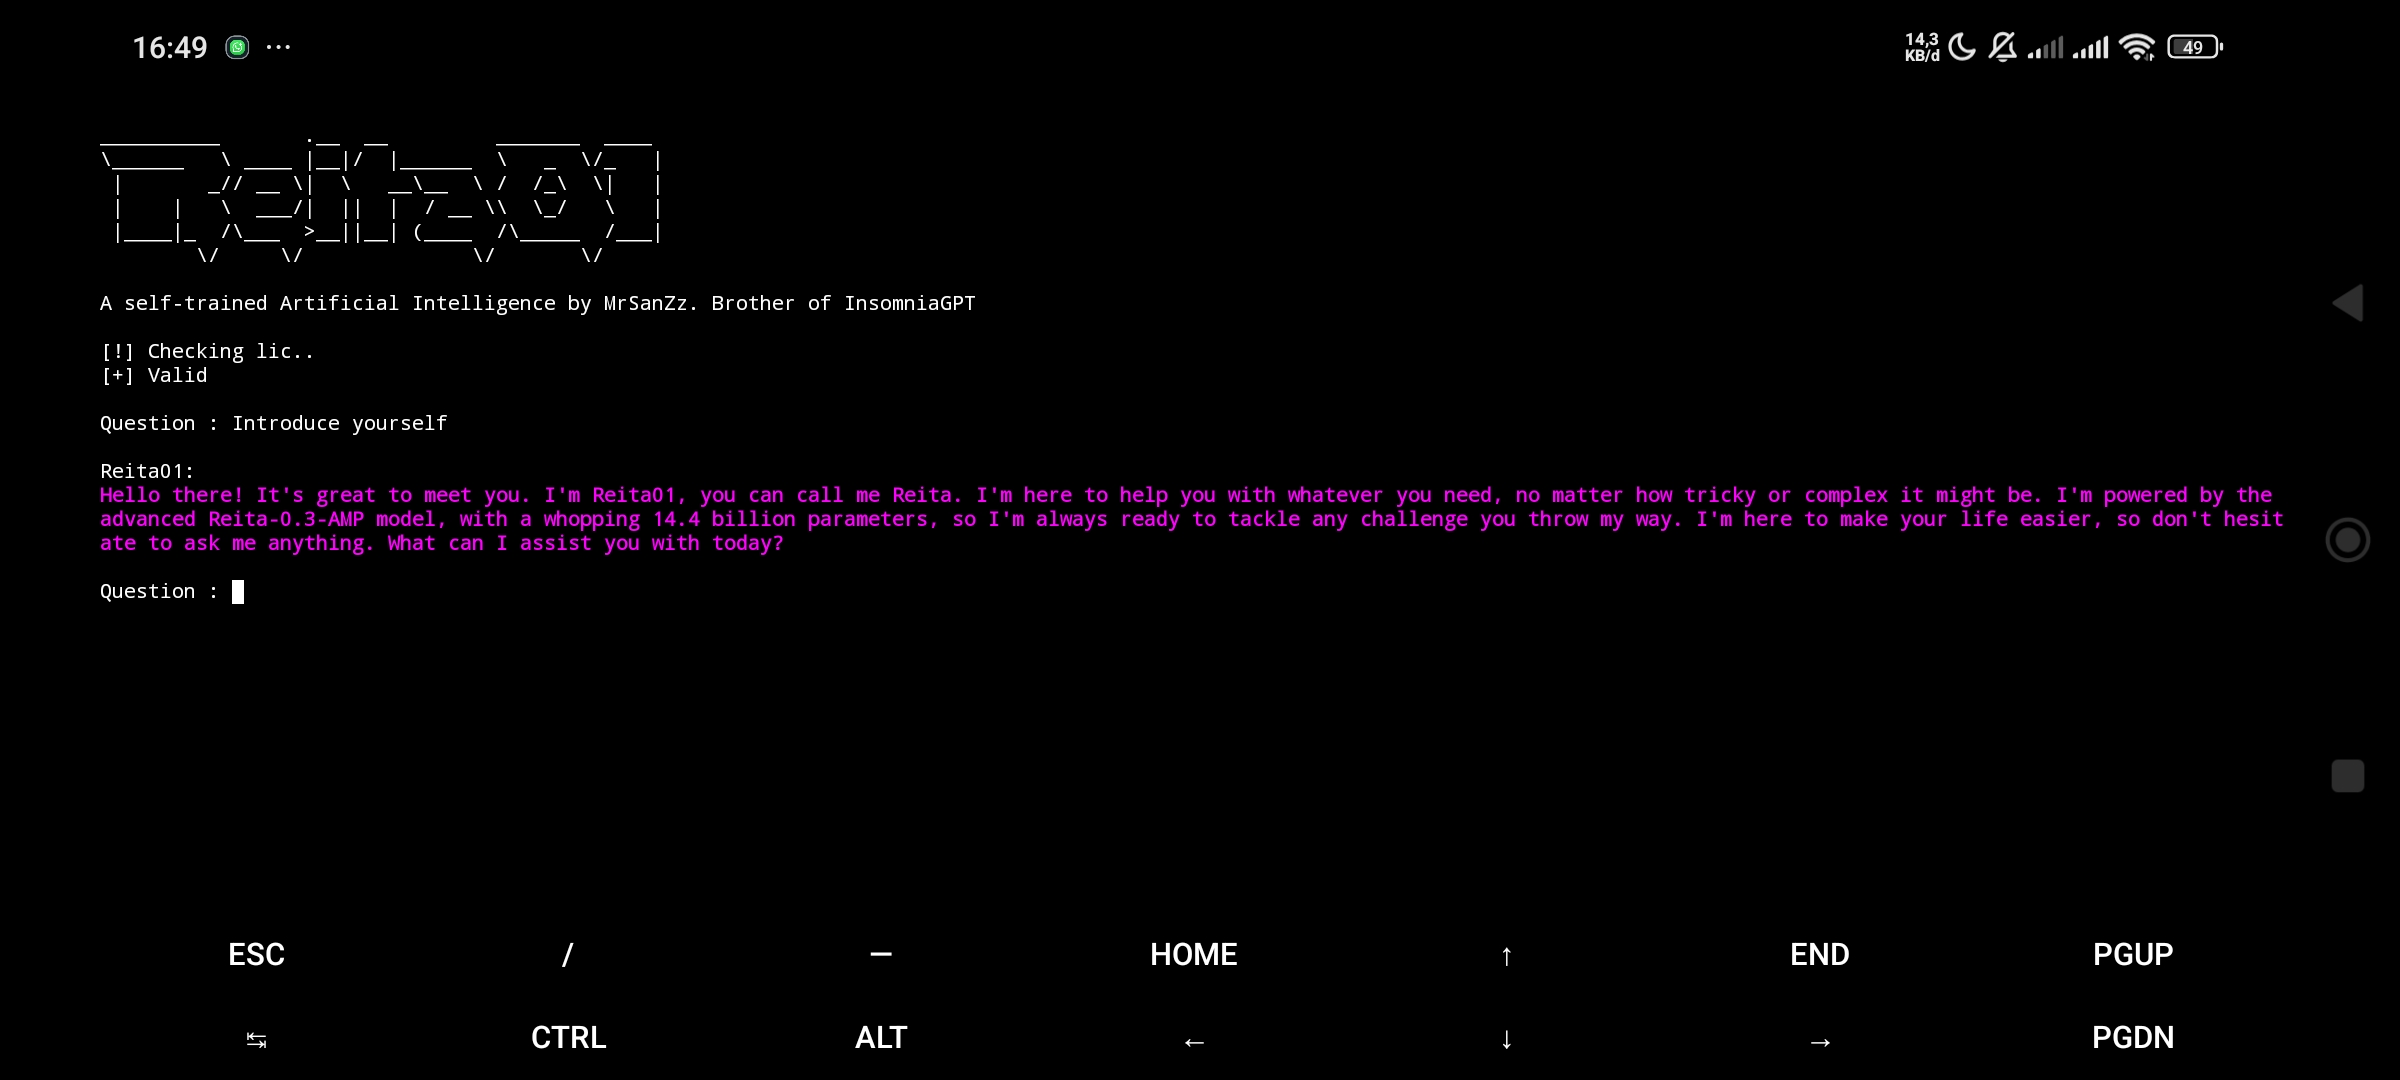 16:49 ...
14,3 KB/d 49
Reita01
A self-trained Artificial Intelligence by MrSanZz. Brother of InsomniaGPT
[!] Checking lic..
[+] Valid
Question : Introduce yourself
Reita01:
Hello there! It's great to meet you. I'm Reita01, you can call me Reita. I'm here to help you with whatever you need, no matter how tricky or complex it might be. I'm powered by the
advanced Reita-0.3-AMP model, with a whopping 14.4 billion parameters, so I'm always ready to tackle any challenge you throw my way. I'm here to make your life easier, so don't hesit
ate to ask me anything. What can I assist you with today?
Question :
ESC / — HOME ↑ END PGUP
↹ CTRL ALT ← ↓ → PGDN